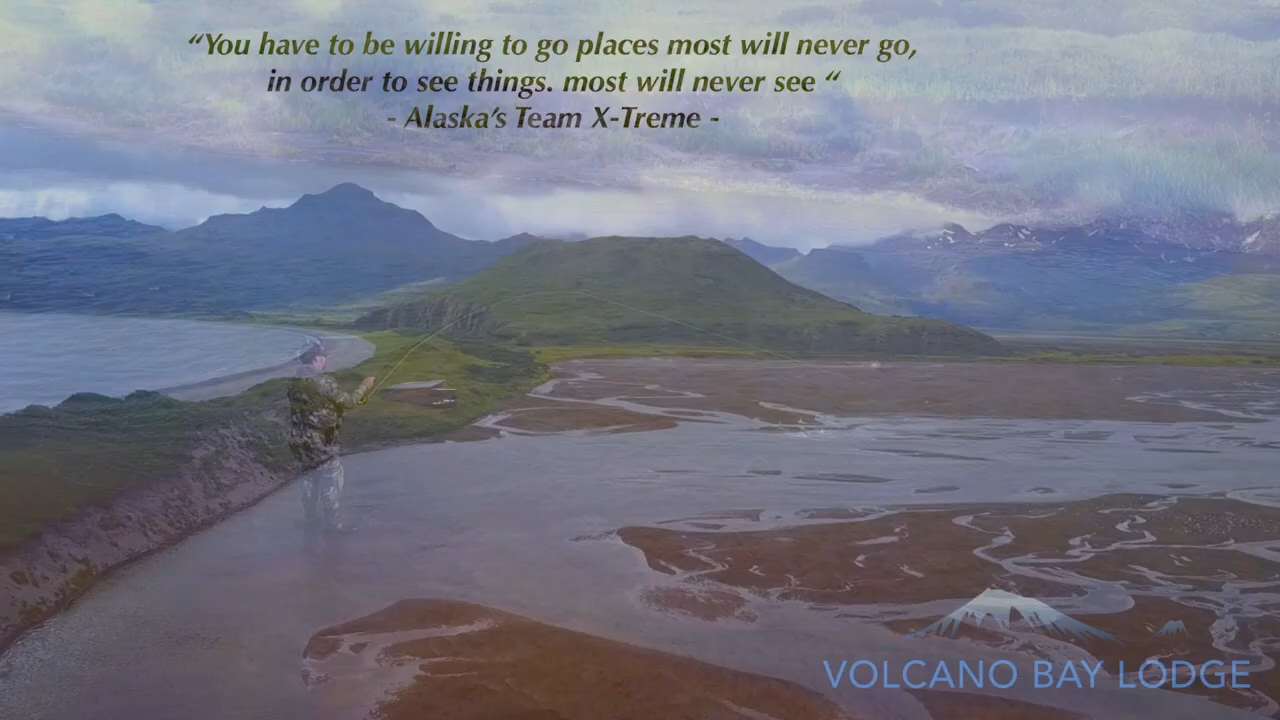 “You have to be willing to go places most will never go,
in order to see things. most will never see “
- Alaska’s Team X-Treme -
VOLCANO BAY LODGE